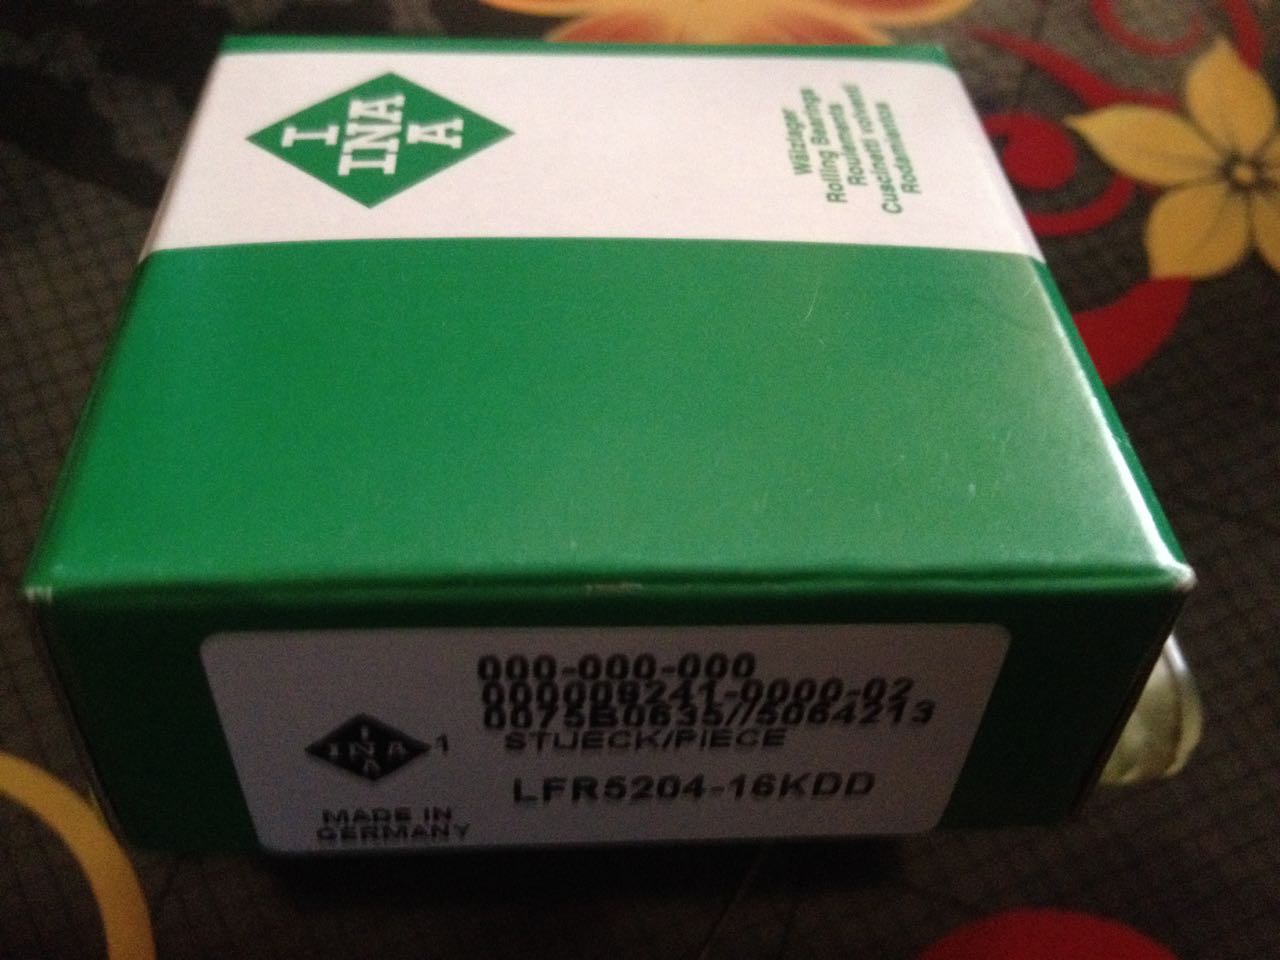 I
INA
A
Wälzlager
Rolling Bearings
Roulements
Cuscinetti volventi
Rodamientos
000-000-000
000009241-0000-02
0075B0635//5064213
I
INA
A
1 STUECK/PIECE
LFR5204-16KDD
MADE IN
GERMANY